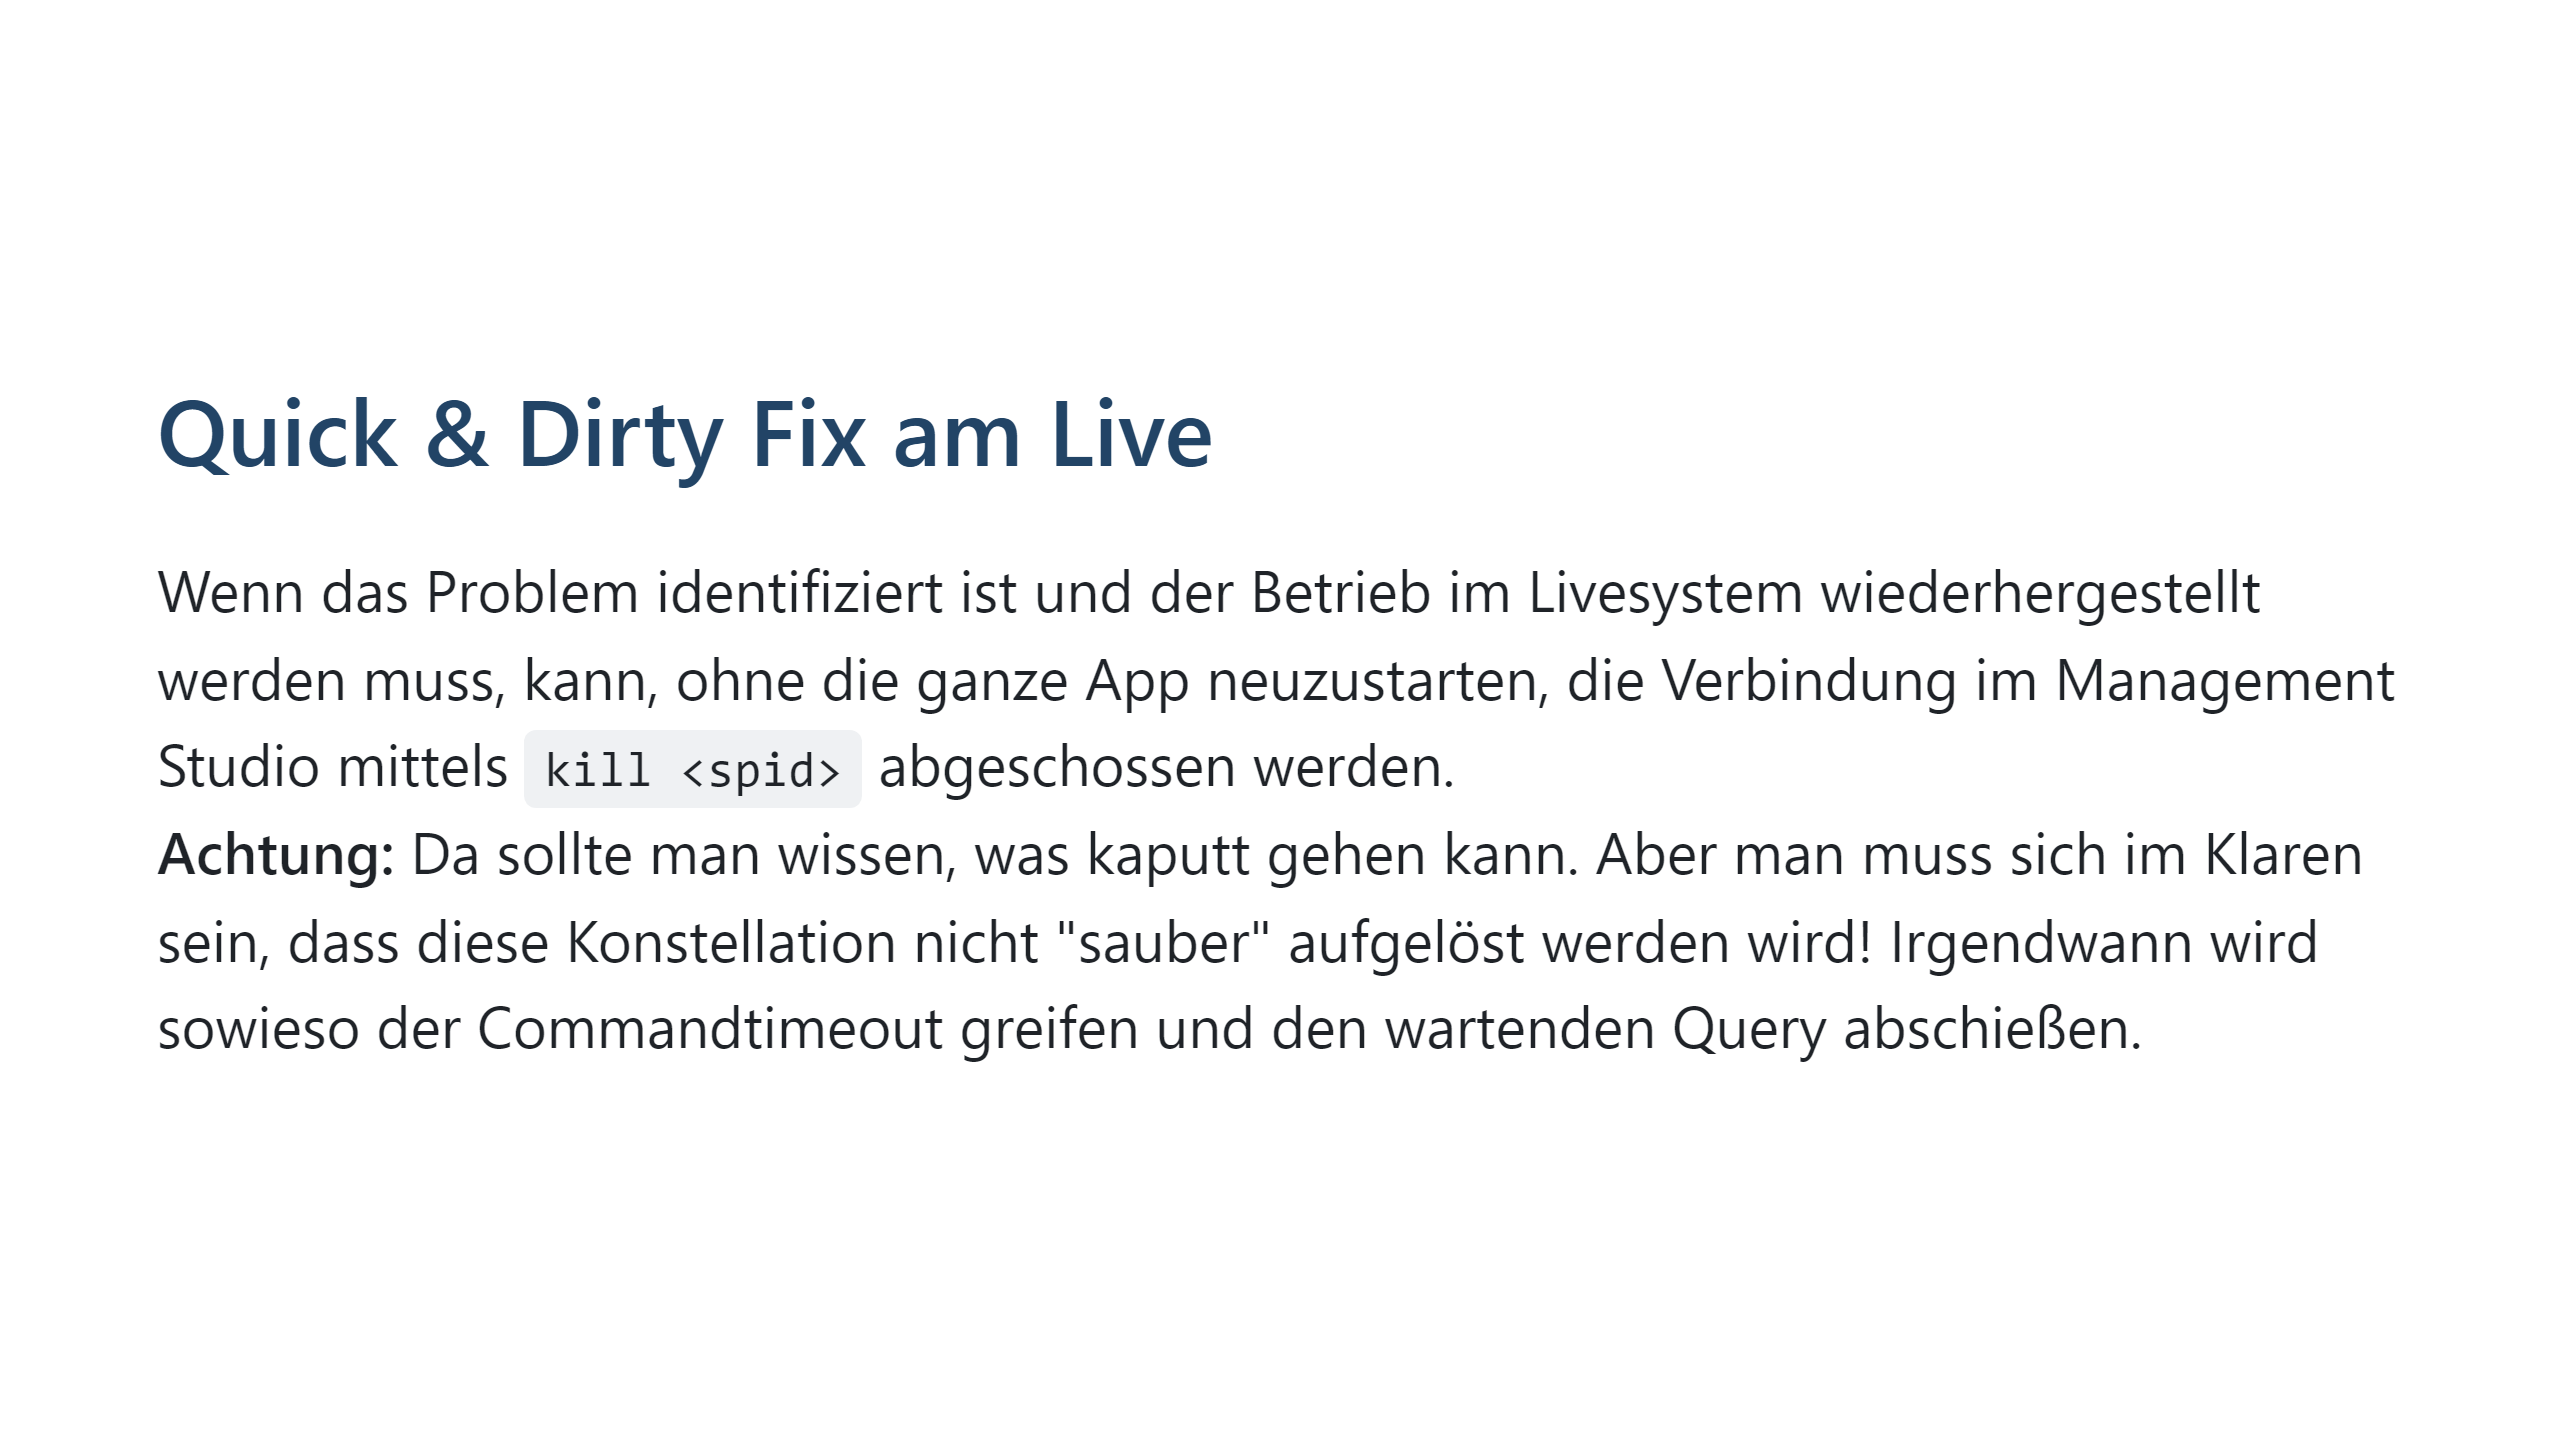 Quick & Dirty Fix am Live
Wenn das Problem identifiziert ist und der Betrieb im Livesystem wiederhergestellt
werden muss, kann, ohne die ganze App neuzustarten, die Verbindung im Management
Studio mittels kill <spid> abgeschossen werden.
Achtung: Da sollte man wissen, was kaputt gehen kann. Aber man muss sich im Klaren
sein, dass diese Konstellation nicht "sauber" aufgelöst werden wird! Irgendwann wird
sowieso der Commandtimeout greifen und den wartenden Query abschießen.